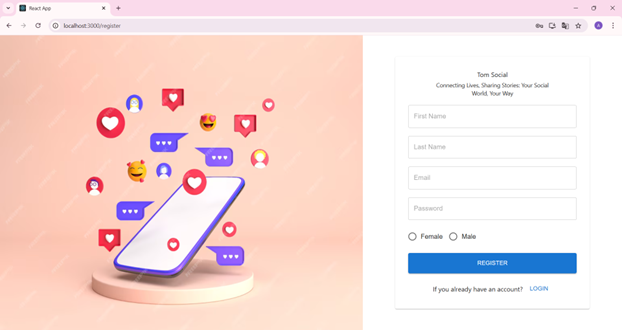 React App
localhost:3000/register
A
Tom Social
Connecting Lives, Sharing Stories: Your Social
World, Your Way
First Name
Last Name
Email
Password
Female
Male
REGISTER
If you already have an account? LOGIN